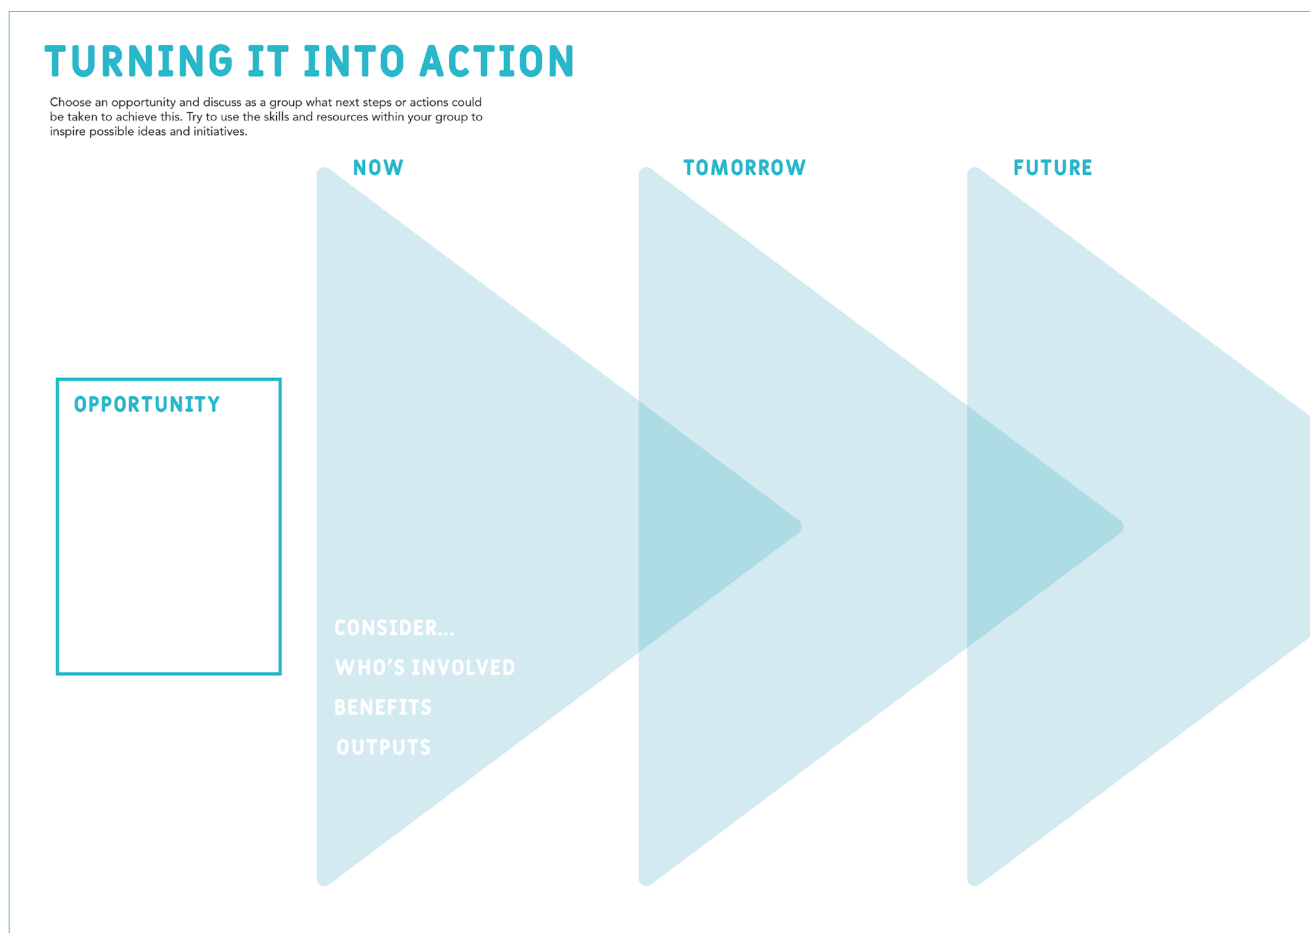 TURNING IT INTO ACTION
Choose an opportunity and discuss as a group what next steps or actions could
be taken to achieve this. Try to use the skills and resources within your group to
inspire possible ideas and initiatives.
NOW
TOMORROW
FUTURE
OPPORTUNITY
CONSIDER...
WHO'S INVOLVED
BENEFITS
OUTPUTS